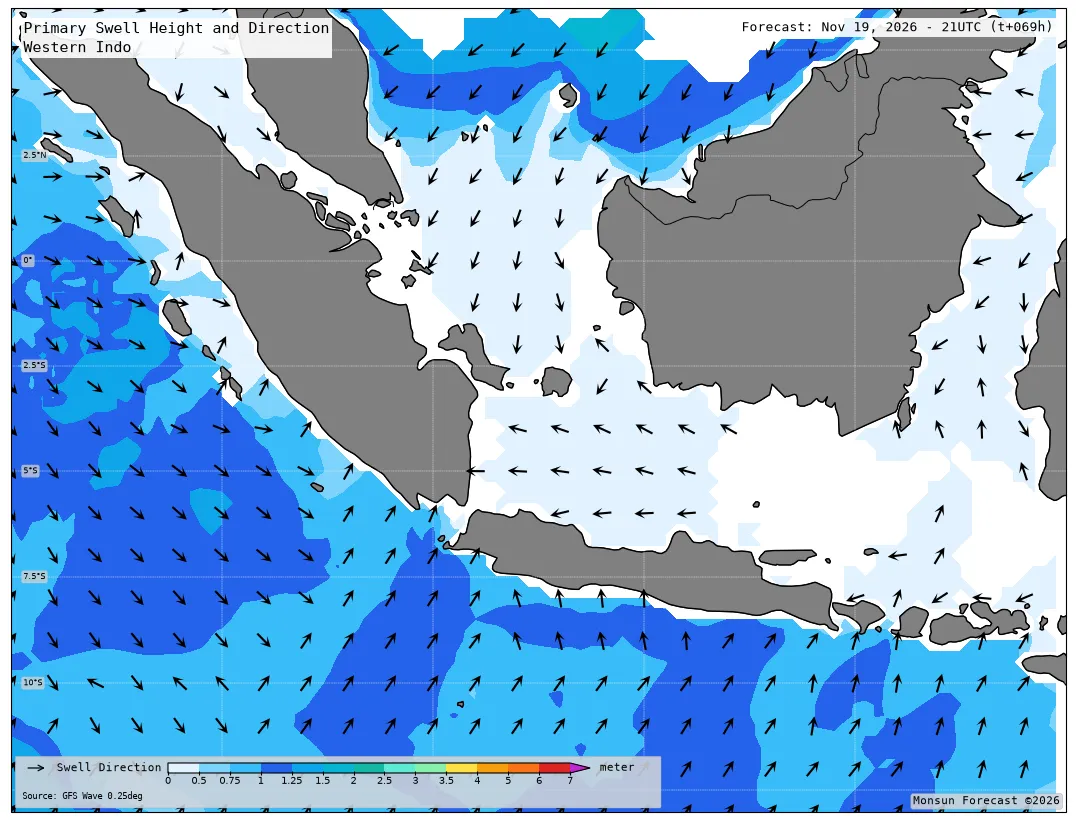 Primary Swell Height and Direction
Western Indo
Forecast: Nov 19, 2026 - 21UTC (t+069h)
2.5°N
0°
2.5°S
5°S
7.5°S
10°S
Swell Direction
0 0.5 0.75 1 1.25 1.5 2 2.5 3 3.5 4 5 6 7
meter
Source: GFS Wave 0.25deg
Monsun Forecast ©2026